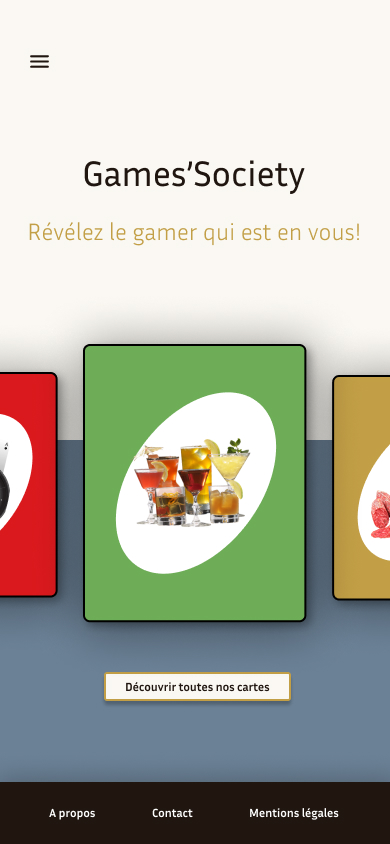 Games'Society
Révélez le gamer qui est en vous!
Découvrir toutes nos cartes
A propos Contact Mentions légales